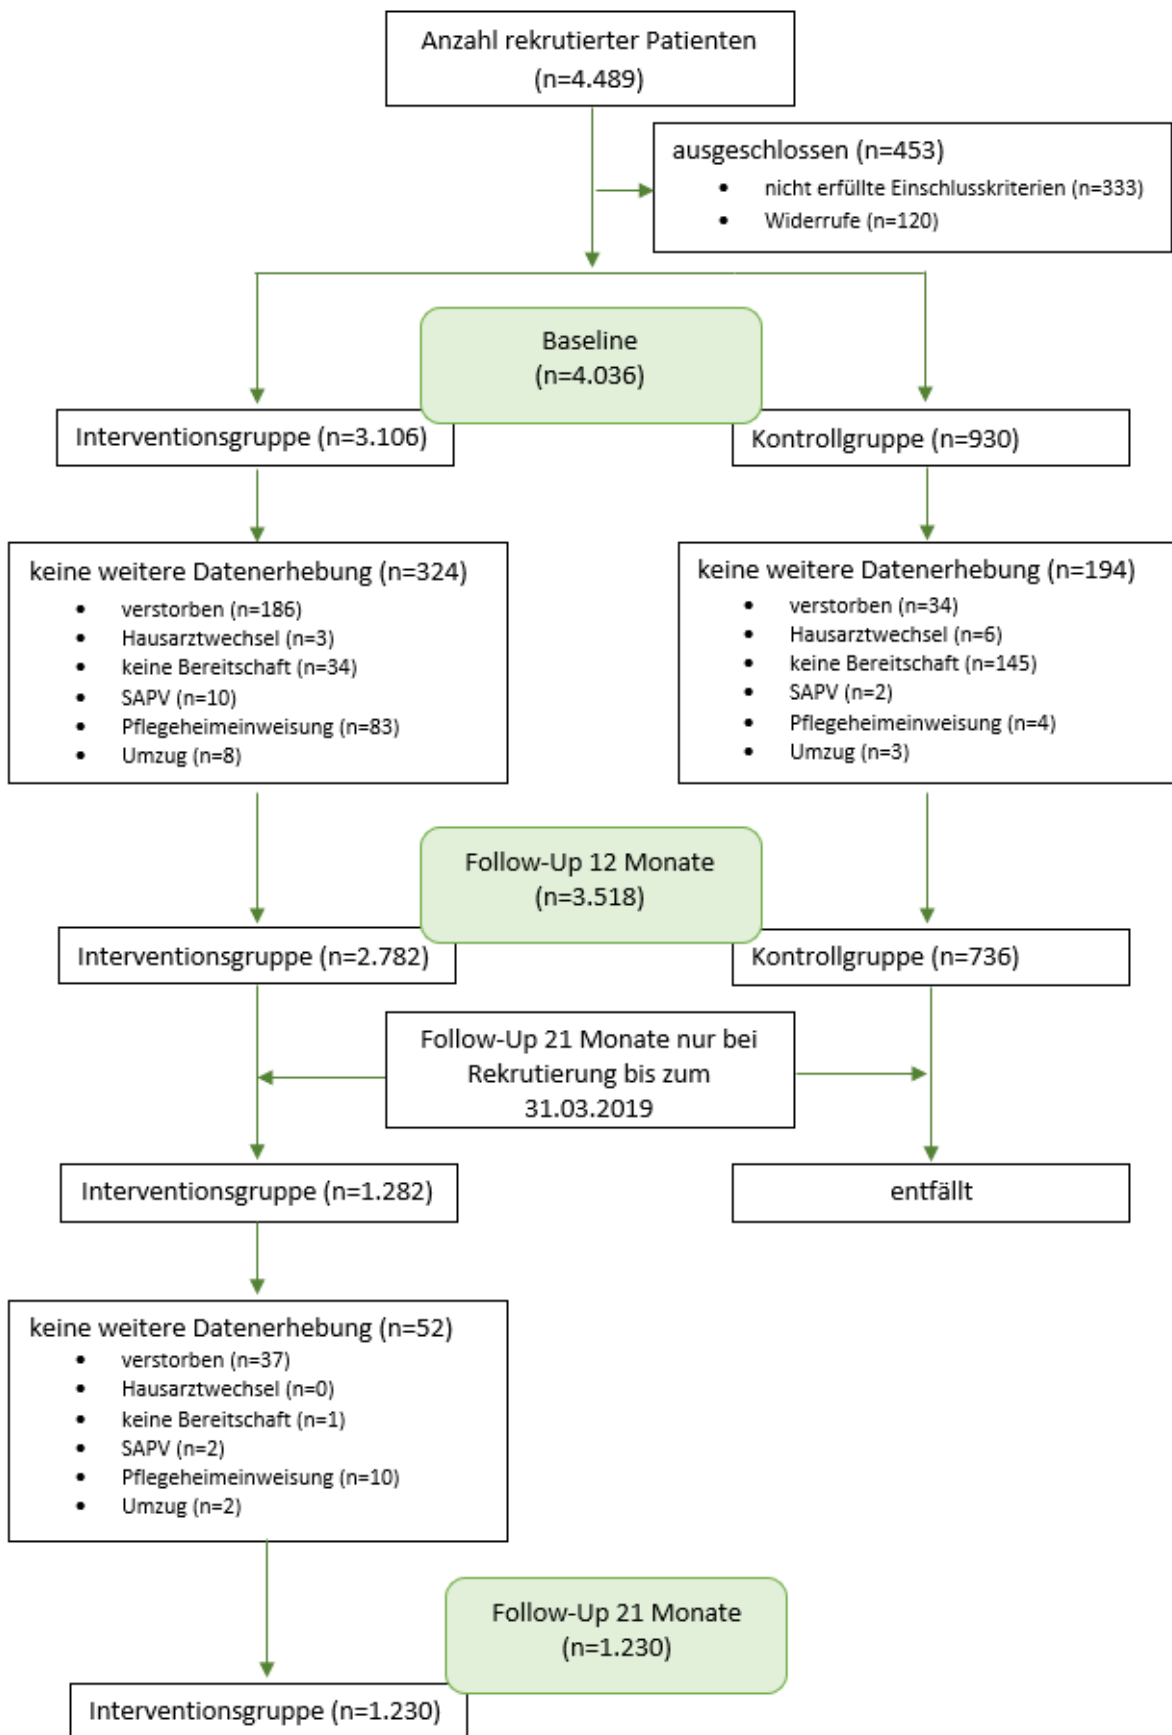 Anzahl rekrutierter Patienten
(n=4.489)
ausgeschlossen (n=453)
• nicht erfüllte Einschlusskriterien (n=333)
• Widerrufe (n=120)
Baseline
(n=4.036)
Interventionsgruppe (n=3.106)
Kontrollgruppe (n=930)
keine weitere Datenerhebung (n=324)
• verstorben (n=186)
• Hausarztwechsel (n=3)
• keine Bereitschaft (n=34)
• SAPV (n=10)
• Pflegeheimeinweisung (n=83)
• Umzug (n=8)
keine weitere Datenerhebung (n=194)
• verstorben (n=34)
• Hausarztwechsel (n=6)
• keine Bereitschaft (n=145)
• SAPV (n=2)
• Pflegeheimeinweisung (n=4)
• Umzug (n=3)
Follow-Up 12 Monate
(n=3.518)
Interventionsgruppe (n=2.782)
Kontrollgruppe (n=736)
Follow-Up 21 Monate nur bei
Rekrutierung bis zum
31.03.2019
Interventionsgruppe (n=1.282)
entfällt
keine weitere Datenerhebung (n=52)
• verstorben (n=37)
• Hausarztwechsel (n=0)
• keine Bereitschaft (n=1)
• SAPV (n=2)
• Pflegeheimeinweisung (n=10)
• Umzug (n=2)
Follow-Up 21 Monate
(n=1.230)
Interventionsgruppe (n=1.230)